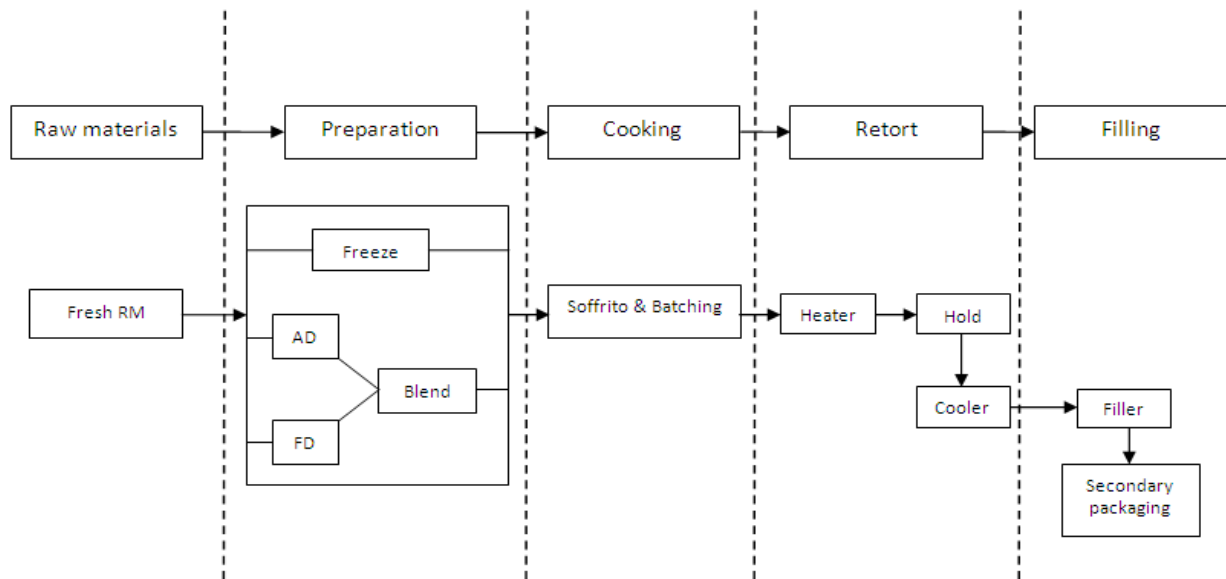 Raw materials
Preparation
Cooking
Retort
Filling
Freeze
Fresh RM
Soffrito & Batching
Heater
Hold
AD
Blend
Cooler
Filler
FD
Secondary
packaging